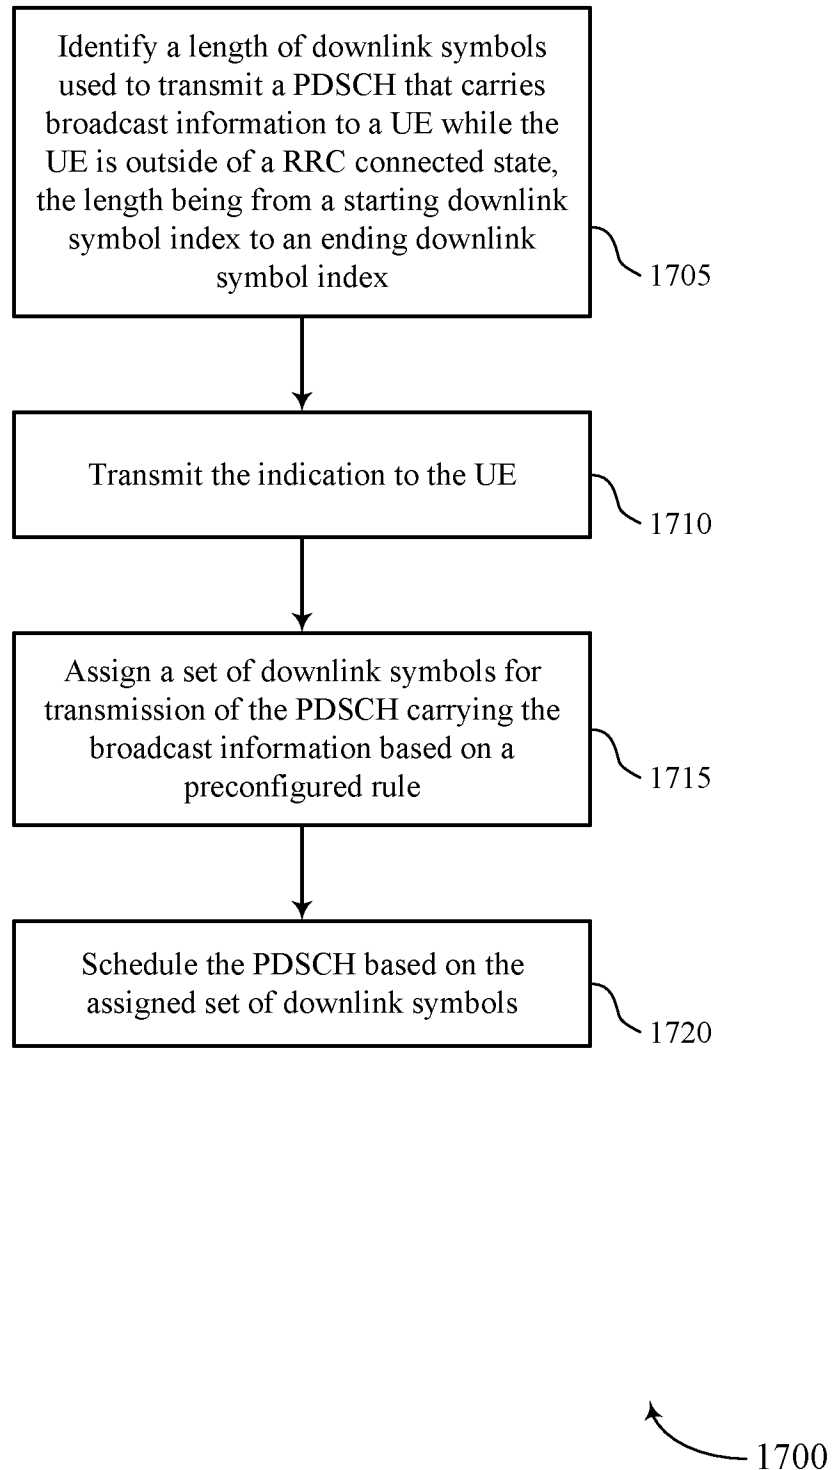 Identify a length of downlink symbols
used to transmit a PDSCH that carries
broadcast information to a UE while the
UE is outside of a RRC connected state,
the length being from a starting downlink
symbol index to an ending downlink
symbol index
1705
Transmit the indication to the UE
1710
Assign a set of downlink symbols for
transmission of the PDSCH carrying the
broadcast information based on a
preconfigured rule
1715
Schedule the PDSCH based on the
assigned set of downlink symbols
1720
1700